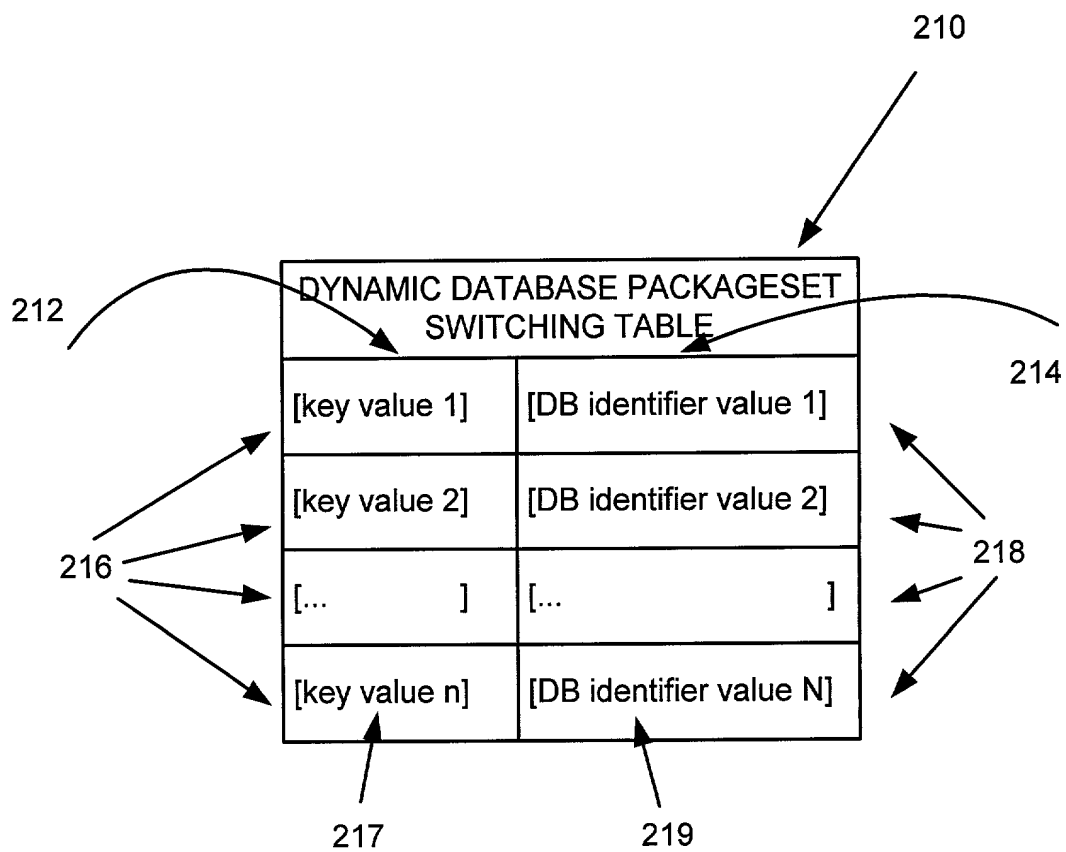 210
DYNAMIC DATABASE PACKAGESET
SWITCHING TABLE
212
214
[key value 1] [DB identifier value 1]
[key value 2] [DB identifier value 2]
216
218
[... ] [... ]
[key value n] [DB identifier value N]
217
219